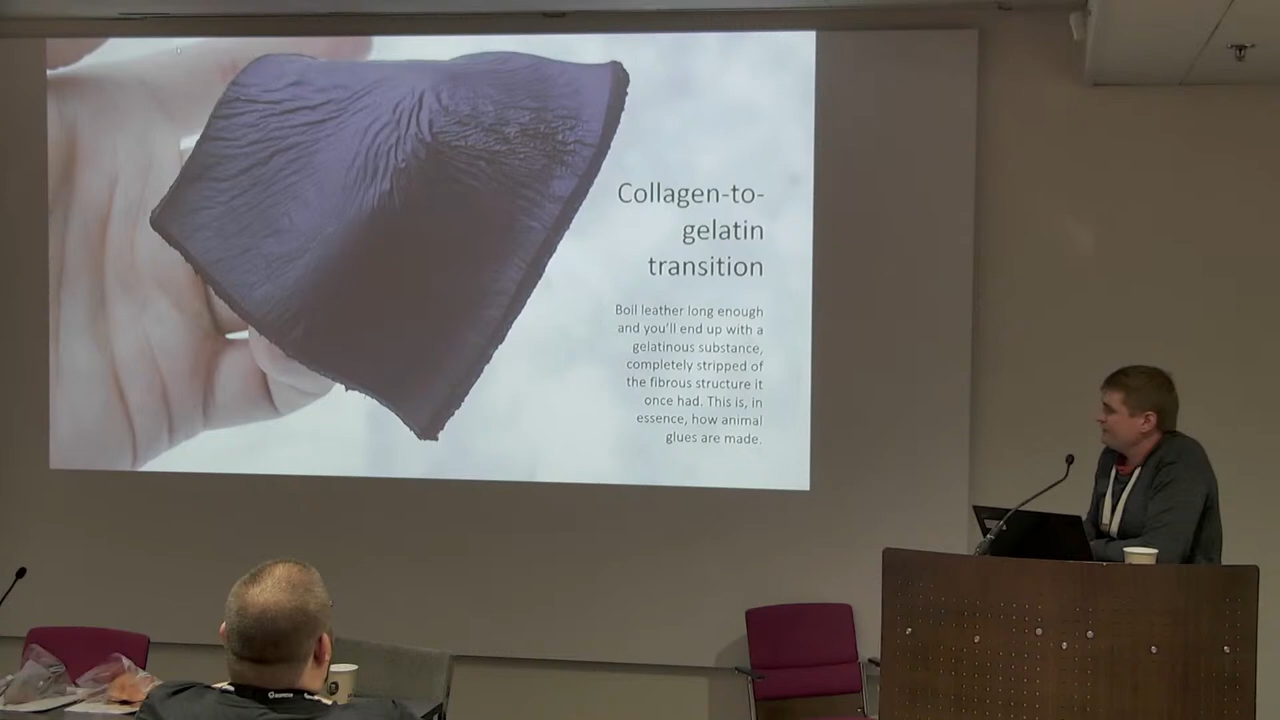 Collagen-to-
gelatin
transition
Boil leather long enough
and you'll end up with a
gelatinous substance,
completely stripped of
the fibrous structure it
once had. This is, in
essence, how animal
glues are made.